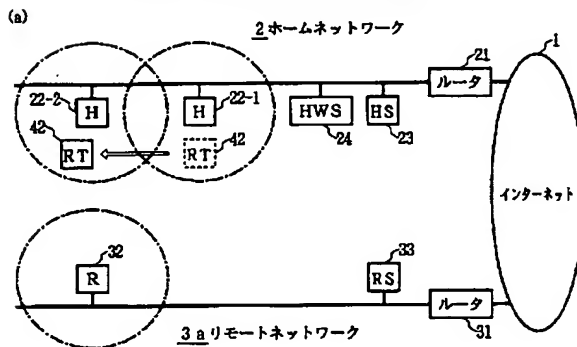 (a)
2 ホームネットワーク
1
21
ルータ
22-2
H
H
22-1
HWS
HS
24
23
42
RT
42
RT
インターネット
32
R
33
RS
ルータ
31
3a リモートネットワーク